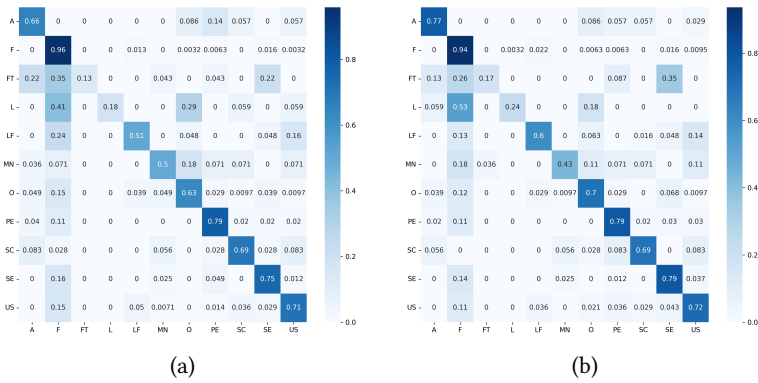 A 0.66 0 0 0 0 0 0.086 0.14 0.057 0 0.057
F 0 0.96 0 0 0.013 0 0.0032 0.0063 0 0.016 0.0032
FT 0.22 0.35 0.13 0 0 0.043 0 0.043 0 0.22 0
L 0 0.41 0 0.18 0 0 0.29 0 0.059 0 0.059
LF 0 0.24 0 0 0.51 0 0.048 0 0 0.048 0.16
MN 0.036 0.071 0 0 0 0.5 0.18 0.071 0.071 0 0.071
O 0.049 0.15 0 0 0.039 0.049 0.63 0.029 0.0097 0.039 0.0097
PE 0.04 0.11 0 0 0 0 0 0.79 0.02 0.02 0.02
SC 0.083 0.028 0 0 0 0.056 0 0.028 0.69 0.028 0.083
SE 0 0.16 0 0 0 0.025 0 0.049 0 0.75 0.012
US 0 0.15 0 0 0.05 0.0071 0 0.014 0.036 0.029 0.71
A F FT L LF MN O PE SC SE US
0.8
0.6
0.4
0.2
0.0
(a)
A 0.77 0 0 0 0 0 0.086 0.057 0.057 0 0.029
F 0 0.94 0 0.0032 0.022 0 0.0063 0.0063 0 0.016 0.0095
FT 0.13 0.26 0.17 0 0 0 0 0.087 0 0.35 0
L 0.059 0.53 0 0.24 0 0 0.18 0 0 0 0
LF 0 0.13 0 0 0.6 0 0.063 0 0.016 0.048 0.14
MN 0 0.18 0.036 0 0 0.43 0.11 0.071 0.071 0 0.11
O 0.039 0.12 0 0 0.029 0.0097 0.7 0.029 0 0.068 0.0097
PE 0.02 0.11 0 0 0 0 0 0.79 0.02 0.03 0.03
SC 0.056 0 0 0 0 0.056 0.028 0.083 0.69 0 0.083
SE 0 0.14 0 0 0 0.025 0 0.012 0 0.79 0.037
US 0 0.11 0 0 0.036 0 0.021 0.036 0.029 0.043 0.72
A F FT L LF MN O PE SC SE US
0.8
0.6
0.4
0.2
0.0
(b)